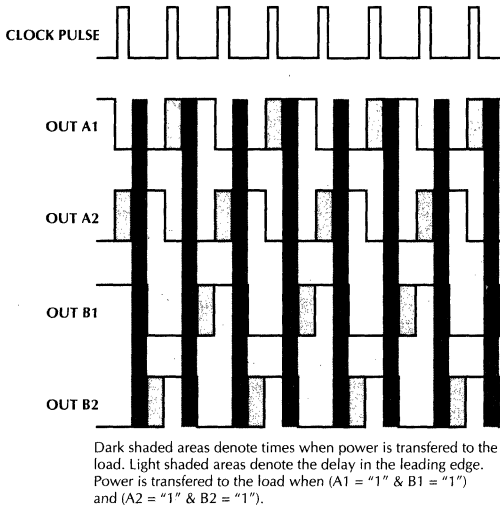 CLOCK PULSE
OUT A1
OUT A2
OUT B1
OUT B2
Dark shaded areas denote times when power is transfered to the
load. Light shaded areas denote the delay in the leading edge.
Power is transfered to the load when (A1 = "1" & B1 = "1")
and (A2 = "1" & B2 = "1").